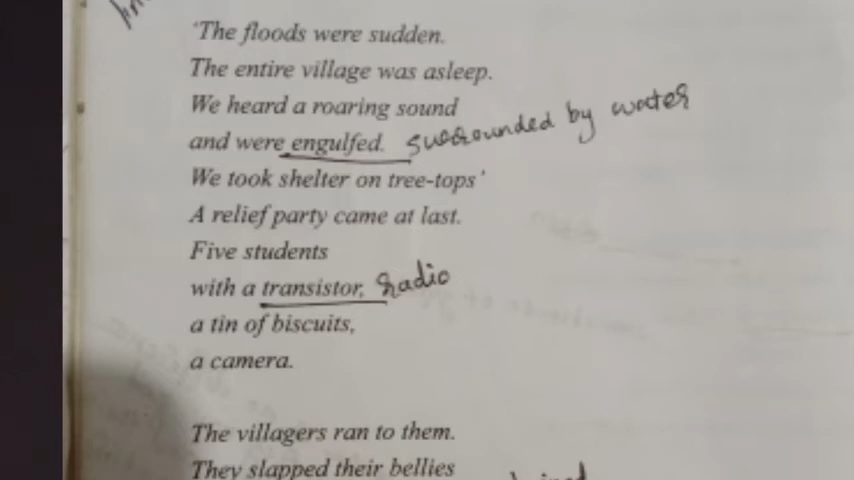 'The floods were sudden.
The entire village was asleep.
We heard a roaring sound
and were engulfed. surrounded by water
We took shelter on tree-tops'
A relief party came at last.
Five students
with a transistor, Radio
a tin of biscuits,
a camera.
The villagers ran to them.
They slapped their bellies